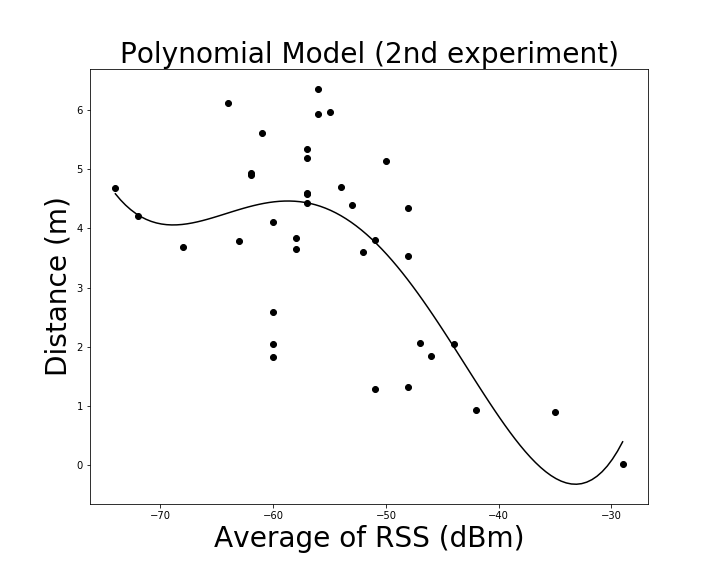 Polynomial Model (2nd experiment)
6
5
4
3
2
1
0
Distance (m)
−70 −60 −50 −40 −30
Average of RSS (dBm)